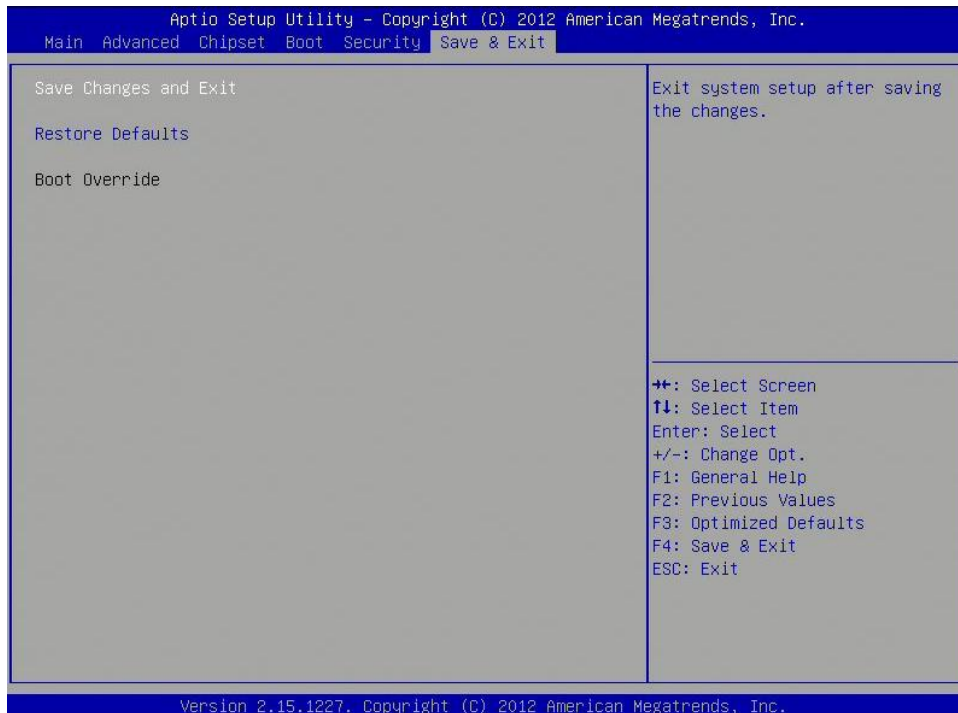 Aptio Setup Utility – Copyright (C) 2012 American Megatrends, Inc.
Main Advanced Chipset Boot Security Save & Exit
Save Changes and Exit
Restore Defaults
Boot Override
Exit system setup after saving
the changes.
→←: Select Screen
↑↓: Select Item
Enter: Select
+/-: Change Opt.
F1: General Help
F2: Previous Values
F3: Optimized Defaults
F4: Save & Exit
ESC: Exit
Version 2.15.1227. Copyright (C) 2012 American Megatrends, Inc.